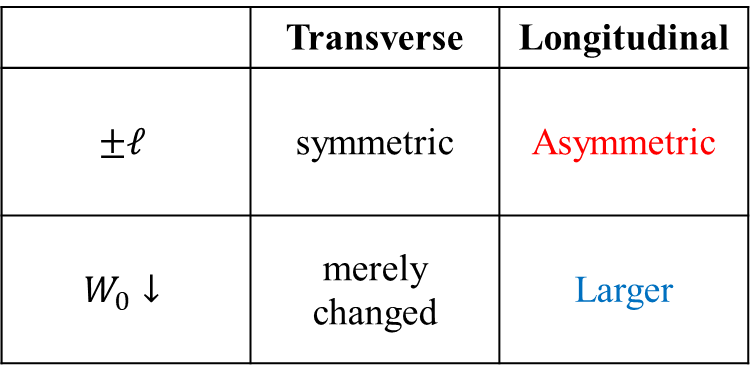 Transverse Longitudinal
±ℓ symmetric Asymmetric
W₀ ↓ merely changed Larger